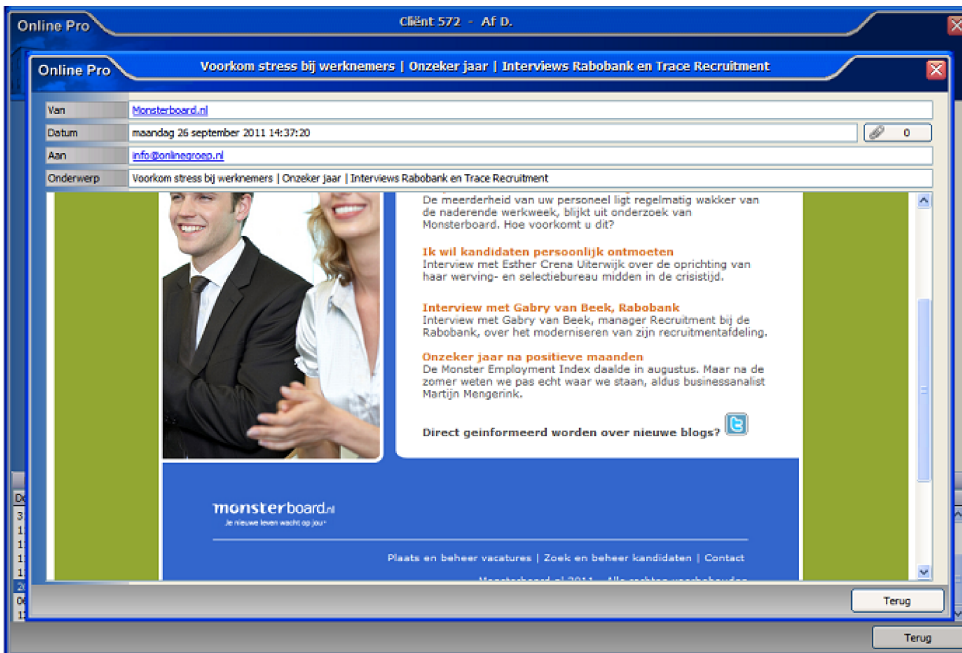 Online Pro
Cliënt 572 - Af D.
Online Pro
Voorkom stress bij werknemers | Onzeker jaar | Interviews Rabobank en Trace Recruitment
Van
Monsterboard.nl
Datum
maandag 26 september 2011 14:37:20
0
Aan
info@onlinegroep.nl
Onderwerp
Voorkom stress bij werknemers | Onzeker jaar | Interviews Rabobank en Trace Recruitment
De meerderheid van uw personeel ligt regelmatig wakker van
de naderende werkweek, blijkt uit onderzoek van
Monsterboard. Hoe voorkomt u dit?
Ik wil kandidaten persoonlijk ontmoeten
Interview met Esther Crena Uiterwijk over de oprichting van
haar werving- en selectiebureau midden in de crisistijd.
Interview met Gabry van Beek, Rabobank
Interview met Gabry van Beek, manager Recruitment bij de
Rabobank, over het moderniseren van zijn recruitmentafdeling.
Onzeker jaar na positieve maanden
De Monster Employment Index daalde in augustus. Maar na de
zomer weten we pas echt waar we staan, aldus businessanalist
Martijn Mengerink.
Direct geinformeerd worden over nieuwe blogs?
monsterboard.nl
Je nieuwe leven wacht op jou
Plaats en beheer vacatures | Zoek en beheer kandidaten | Contact
Monsterboard.nl 2011 - Alle rechten voorbehouden
Terug
Terug